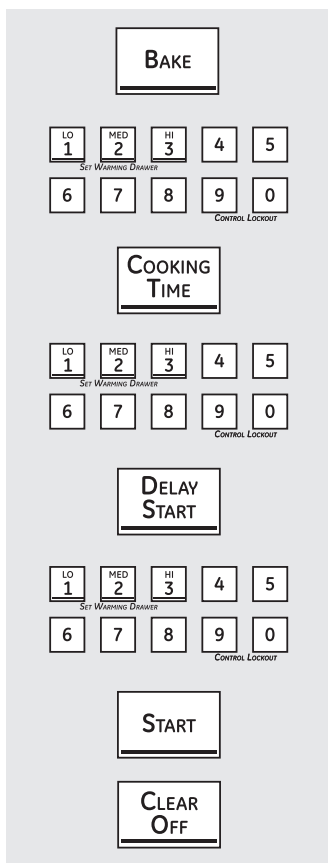 BAKE
LO MED HI
1 2 3 4 5
SET WARMING DRAWER
6 7 8 9 0
CONTROL LOCKOUT
COOKING
TIME
LO MED HI
1 2 3 4 5
SET WARMING DRAWER
6 7 8 9 0
CONTROL LOCKOUT
DELAY
START
LO MED HI
1 2 3 4 5
SET WARMING DRAWER
6 7 8 9 0
CONTROL LOCKOUT
START
CLEAR
OFF